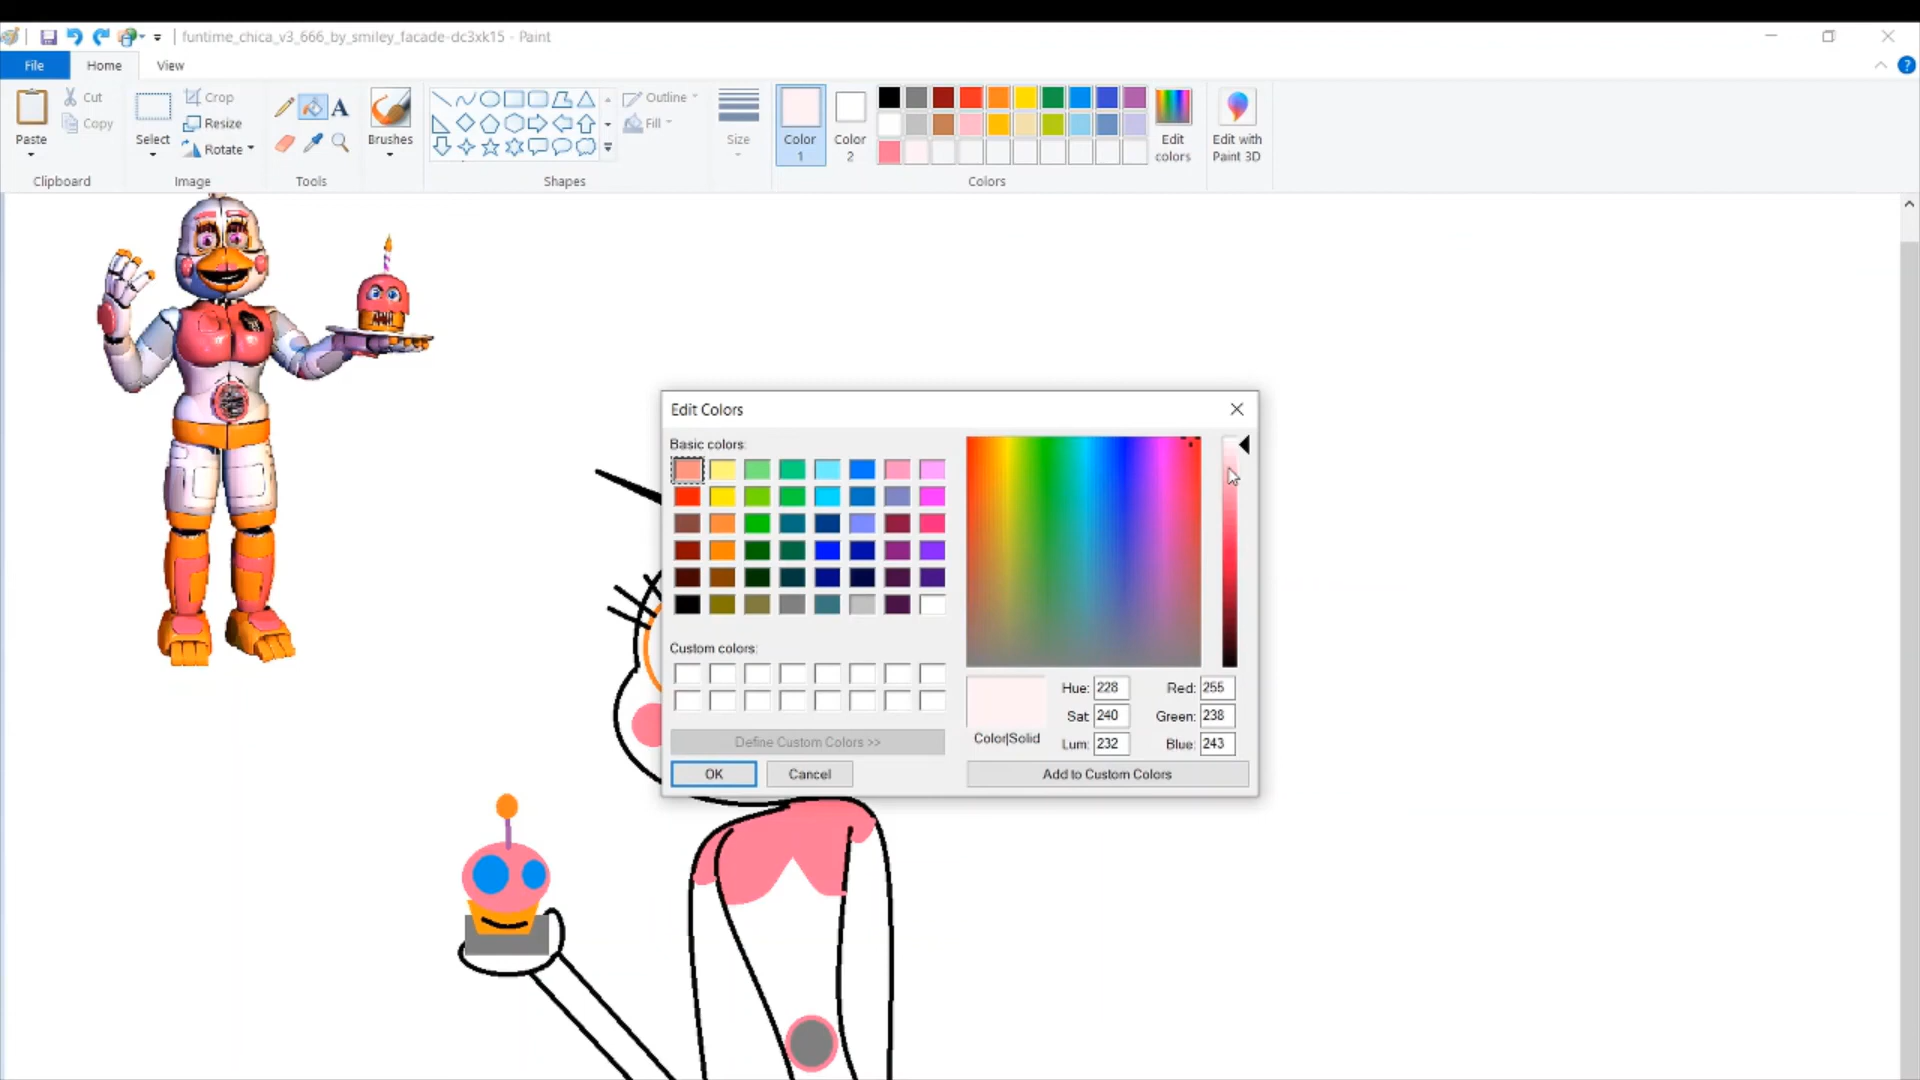 funtime_chica_v3_666_by_smiley_facade-dc3xk15 - Paint
File Home View
Paste
Cut
Copy
Clipboard
Select
Crop
Resize
Rotate
Image
A
Tools
Brushes
Shapes
Outline
Fill
Size
Color
1
Color
2
Colors
Edit
colors
Edit with
Paint 3D
?
Edit Colors
Basic colors:
Custom colors:
Define Custom Colors >>
OK Cancel
Color|Solid
Hue: 228
Sat: 240
Lum: 232
Red: 255
Green: 238
Blue: 243
Add to Custom Colors